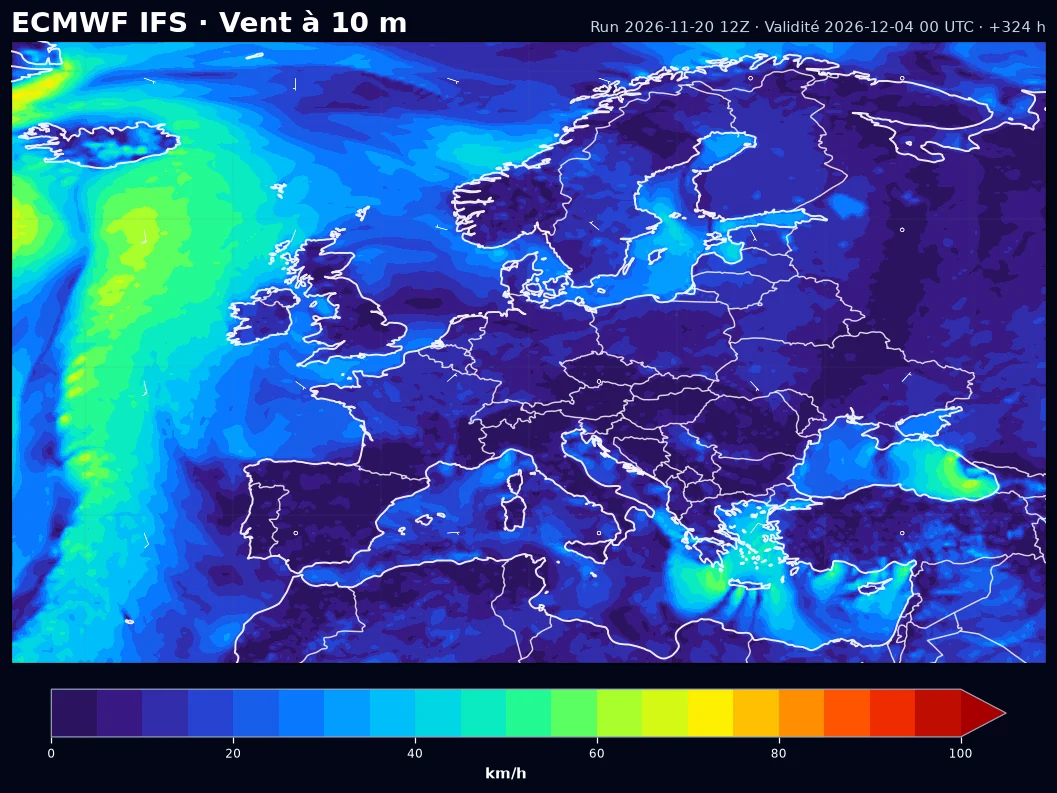 ECMWF IFS · Vent à 10 m
Run 2026-11-20 12Z · Validité 2026-12-04 00 UTC · +324 h
0 20 40 60 80 100
km/h